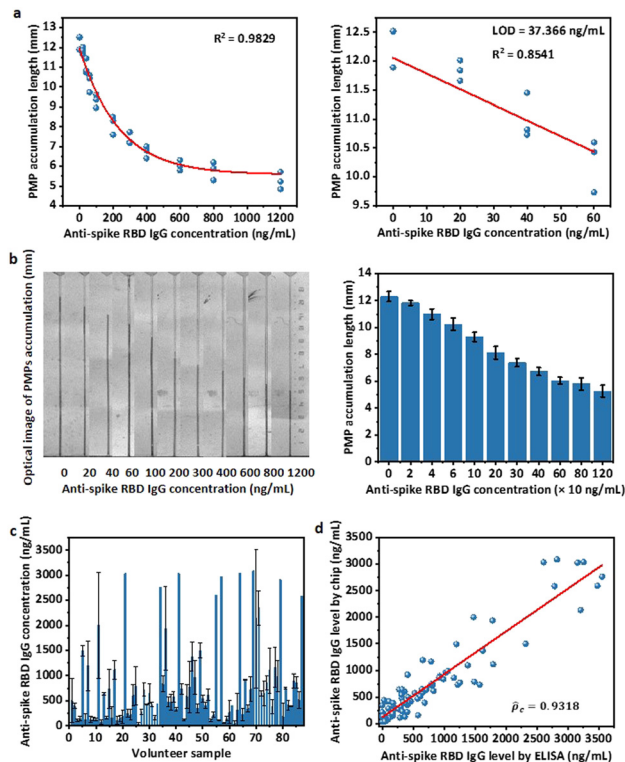 a
PMP accumulation length (mm)
13
12
11
10
9
8
7
6
5
4
R² = 0.9829
0 200 400 600 800 1000 1200
Anti-spike RBD IgG concentration (ng/mL)
PMP accumulation length (mm)
12.5
12.0
11.5
11.0
10.5
10.0
9.5
LOD = 37.366 ng/mL
R² = 0.8541
0 10 20 30 40 50 60
Anti-spike RBD IgG concentration (ng/mL)
b
Optical image of PMPs accumulation (mm)
0 20 40 60 100 200 300 400 600 800 1200
Anti-spike RBD IgG concentration (ng/mL)
PMP accumulation length (mm)
14
12
10
8
6
4
2
0
0 2 4 6 10 20 30 40 60 80 120
Anti-spike RBD IgG concentration (× 10 ng/mL)
c
Anti-spike RBD IgG concentration (ng/mL)
3500
3000
2500
2000
1500
1000
500
0
0 10 20 30 40 50 60 70 80
Volunteer sample
d
Anti-spike RBD IgG level by chip (ng/mL)
3500
3000
2500
2000
1500
1000
500
0
ρ̂c = 0.9318
0 500 1000 1500 2000 2500 3000 3500
Anti-spike RBD IgG level by ELISA (ng/mL)